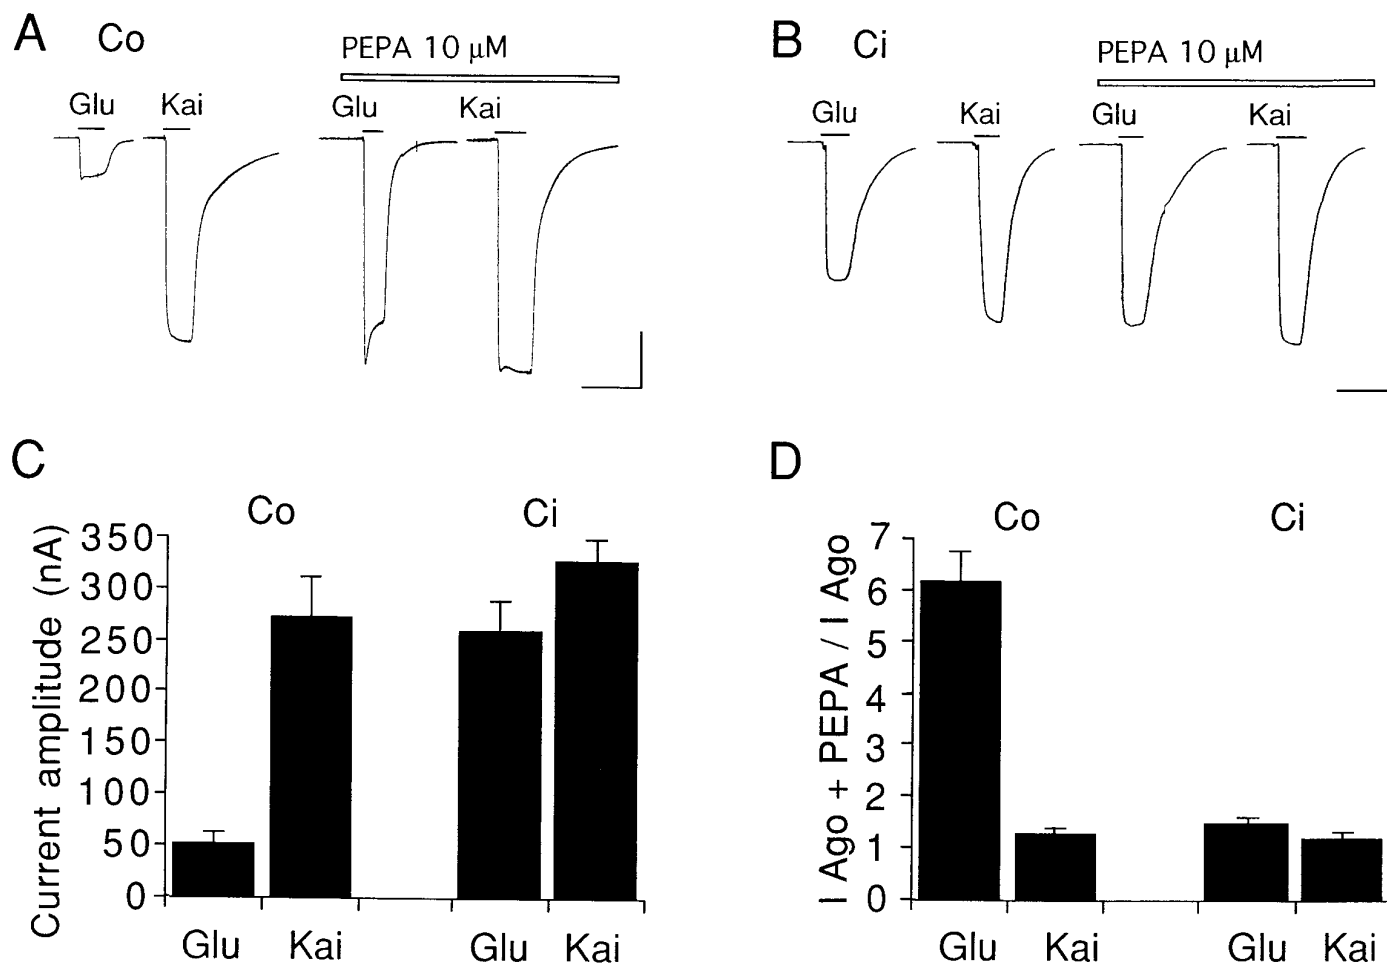 A Co
PEPA 10 µM
Glu Kai Glu Kai
B Ci
PEPA 10 µM
Glu Kai Glu Kai
C
Co Ci
Current amplitude (nA)
350
300
250
200
150
100
50
0
Glu Kai Glu Kai
D
Co Ci
I Ago + PEPA / I Ago
7
6
5
4
3
2
1
0
Glu Kai Glu Kai